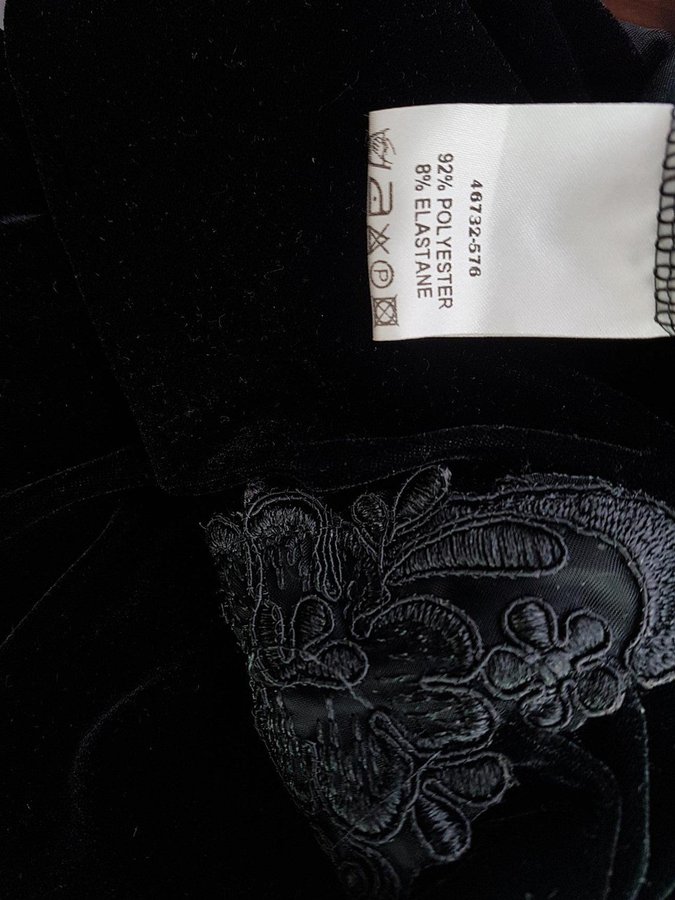 46732-576
92% POLYESTER
8% ELASTANE
P